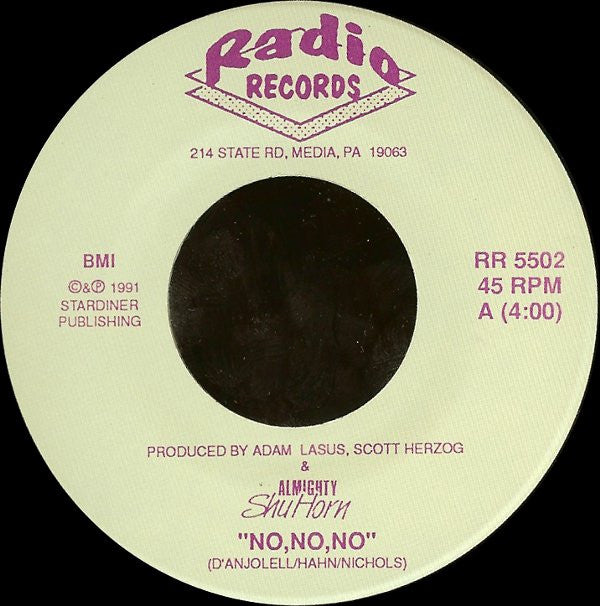 Radio
RECORDS
214 STATE RD, MEDIA, PA 19063
BMI
©&℗ 1991
STARDINER
PUBLISHING
RR 5502
45 RPM
A (4:00)
PRODUCED BY ADAM LASUS, SCOTT HERZOG
&
ALMIGHTY
ShuHorn
"NO,NO,NO"
(D'ANJOLELL/HAHN/NICHOLS)